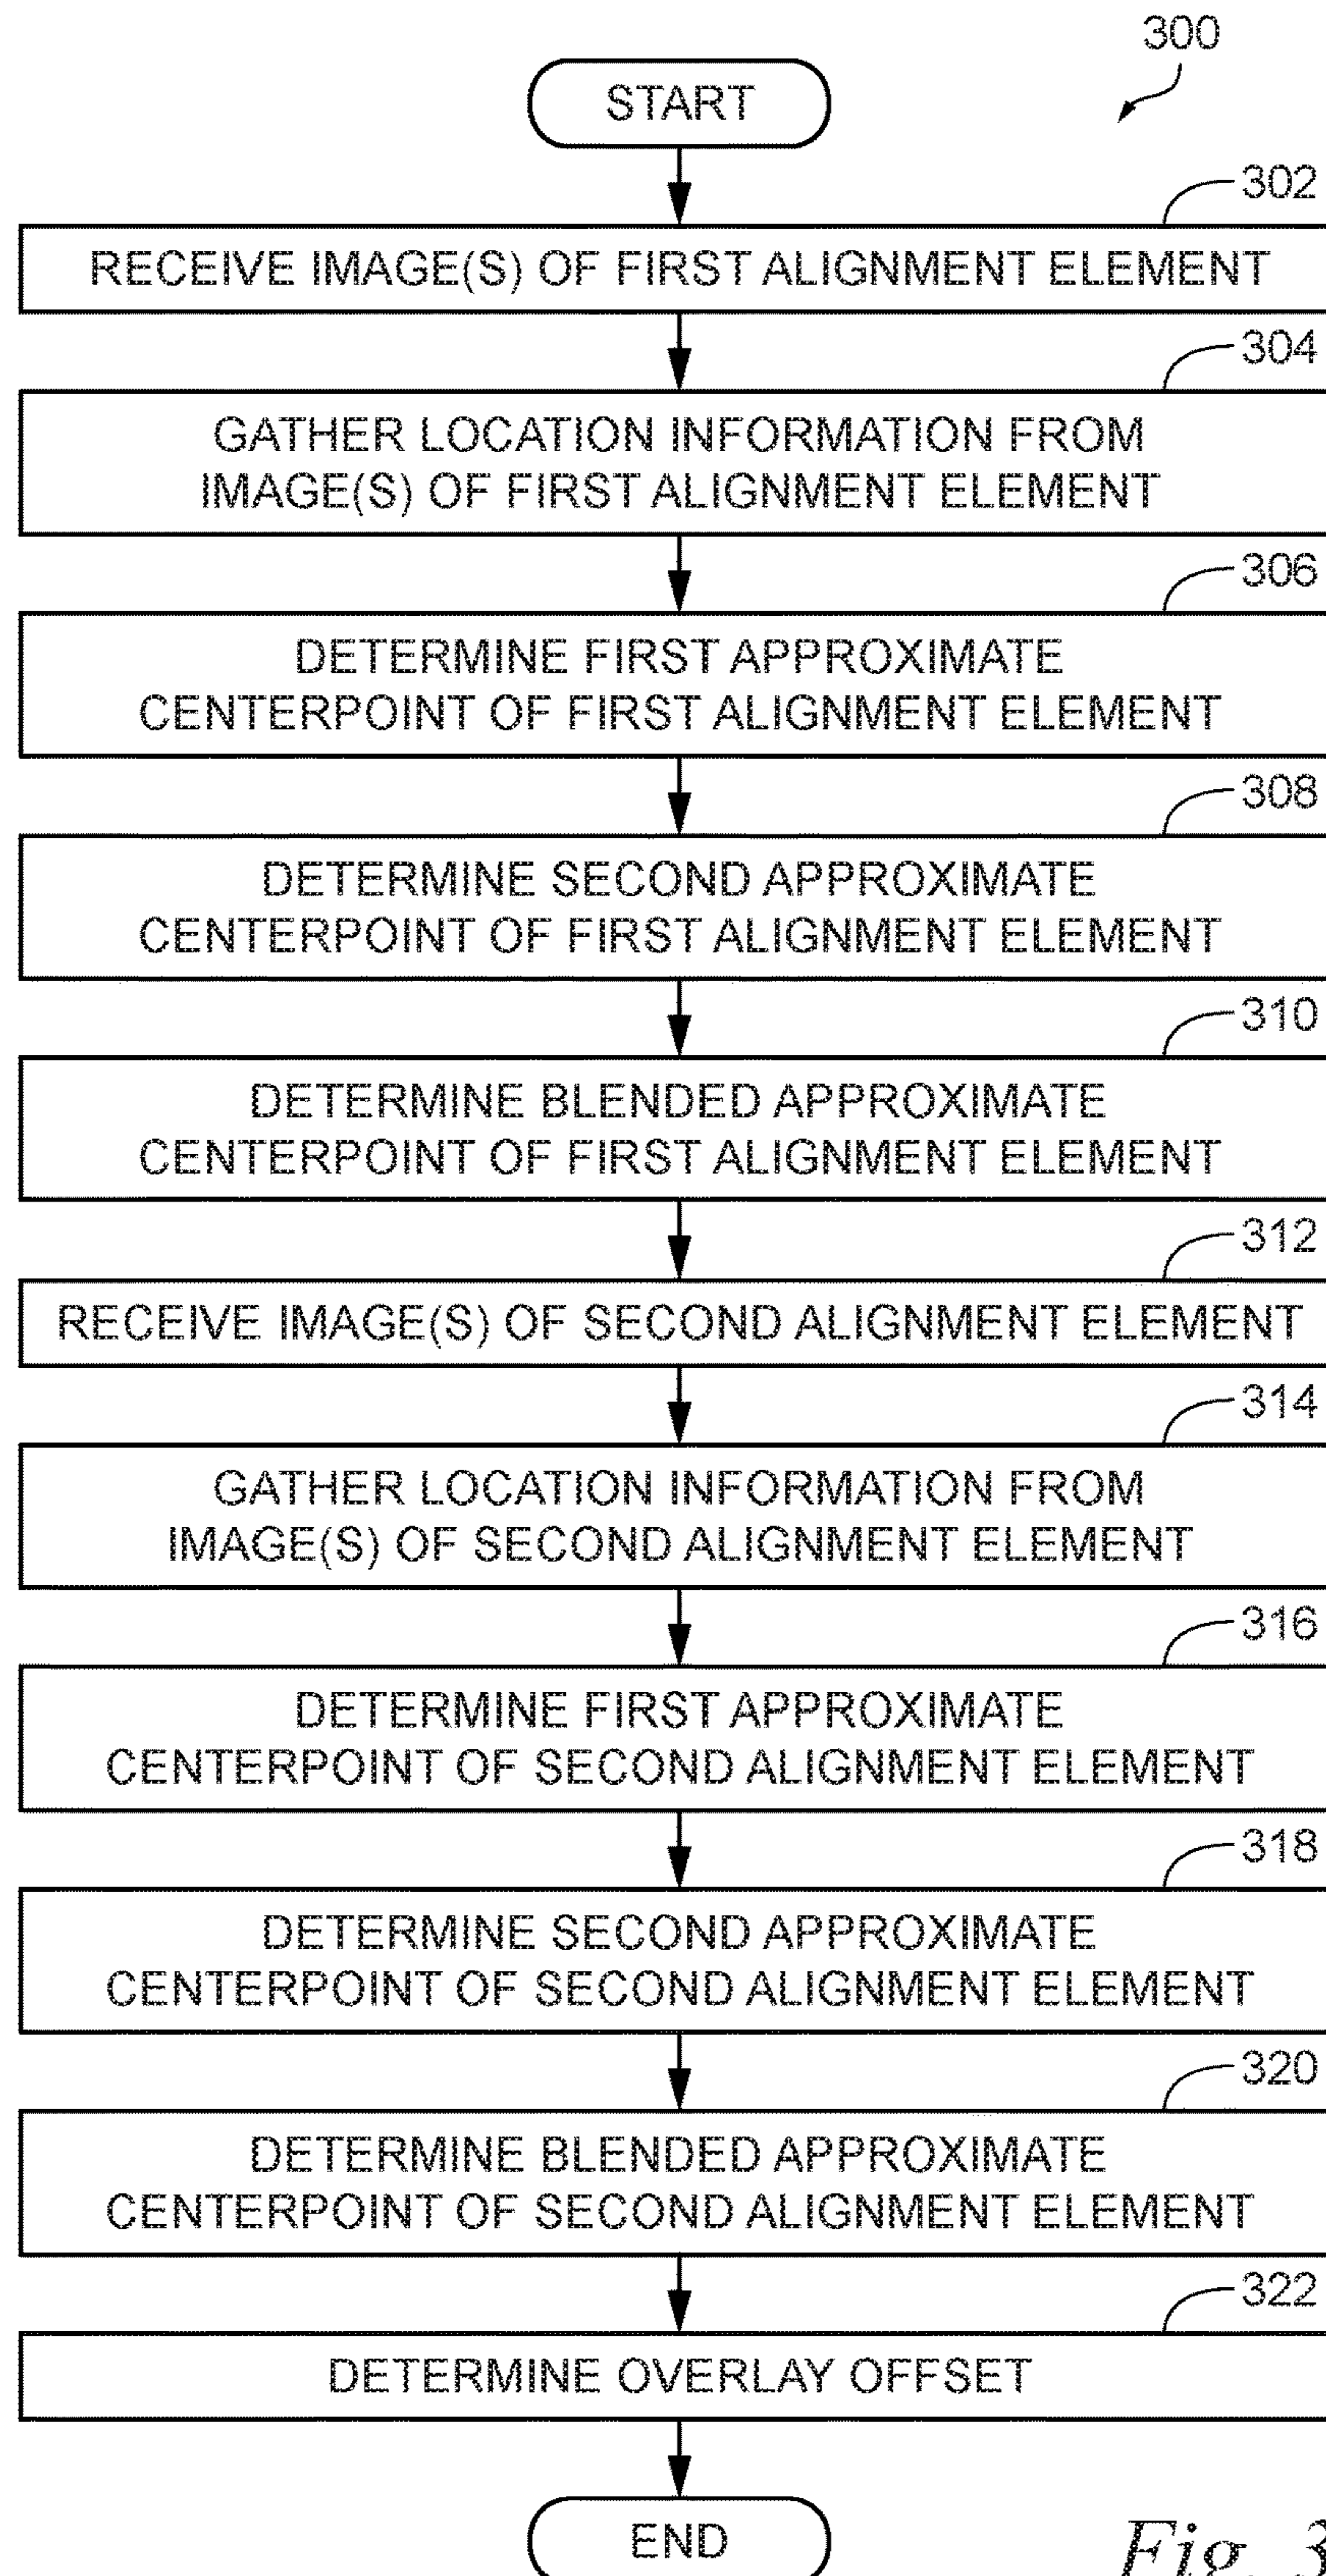 300
START
302
RECEIVE IMAGE(S) OF FIRST ALIGNMENT ELEMENT
304
GATHER LOCATION INFORMATION FROM
IMAGE(S) OF FIRST ALIGNMENT ELEMENT
306
DETERMINE FIRST APPROXIMATE
CENTERPOINT OF FIRST ALIGNMENT ELEMENT
308
DETERMINE SECOND APPROXIMATE
CENTERPOINT OF FIRST ALIGNMENT ELEMENT
310
DETERMINE BLENDED APPROXIMATE
CENTERPOINT OF FIRST ALIGNMENT ELEMENT
312
RECEIVE IMAGE(S) OF SECOND ALIGNMENT ELEMENT
314
GATHER LOCATION INFORMATION FROM
IMAGE(S) OF SECOND ALIGNMENT ELEMENT
316
DETERMINE FIRST APPROXIMATE
CENTERPOINT OF SECOND ALIGNMENT ELEMENT
318
DETERMINE SECOND APPROXIMATE
CENTERPOINT OF SECOND ALIGNMENT ELEMENT
320
DETERMINE BLENDED APPROXIMATE
CENTERPOINT OF SECOND ALIGNMENT ELEMENT
322
DETERMINE OVERLAY OFFSET
END
Fig. 3